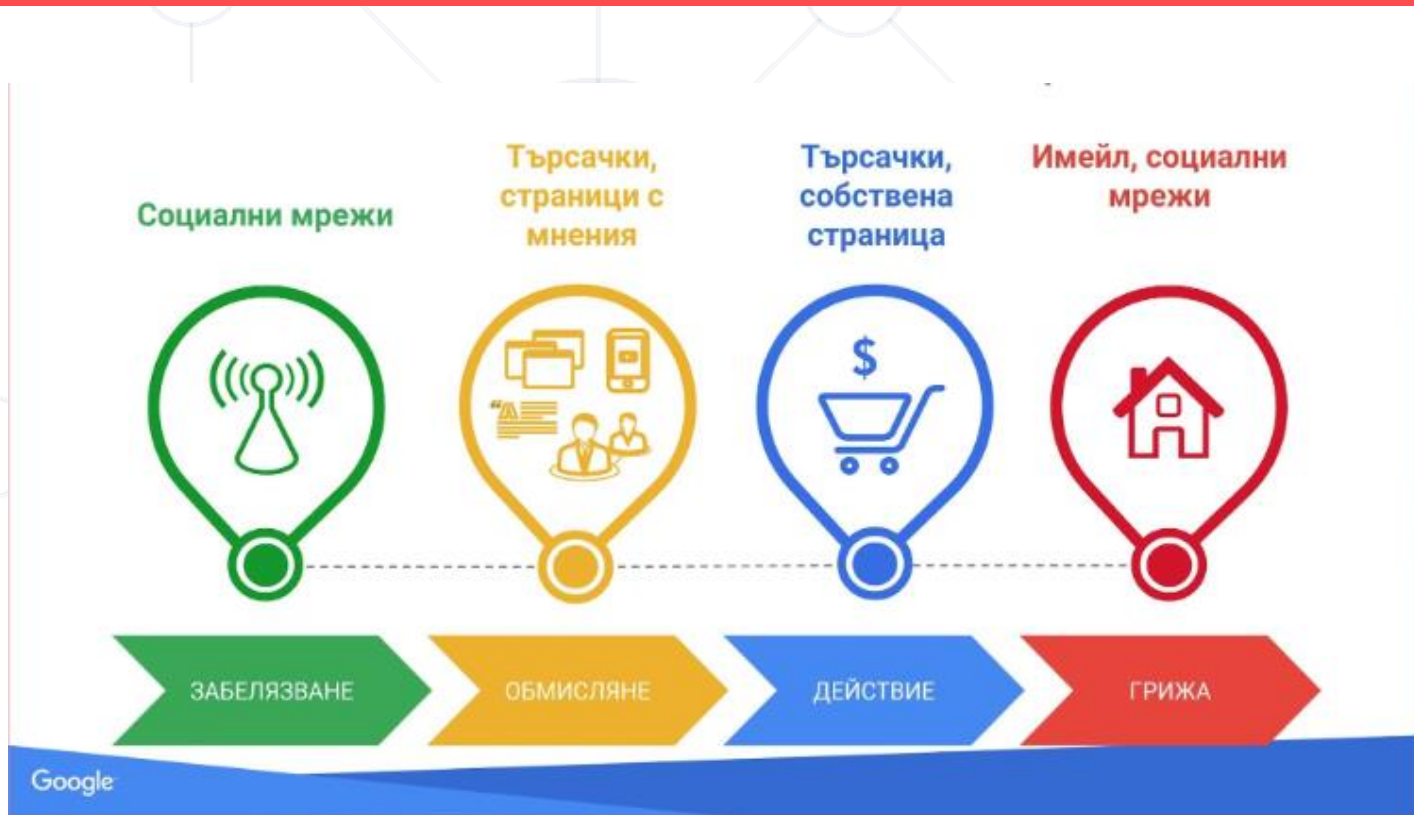 Социални мрежи
Търсачки,
страници с
мнения
Търсачки,
собствена
страница
Имейл, социални
мрежи
$
ЗАБЕЛЯЗВАНЕ
ОБМИСЛЯНЕ
ДЕЙСТВИЕ
ГРИЖА
Google